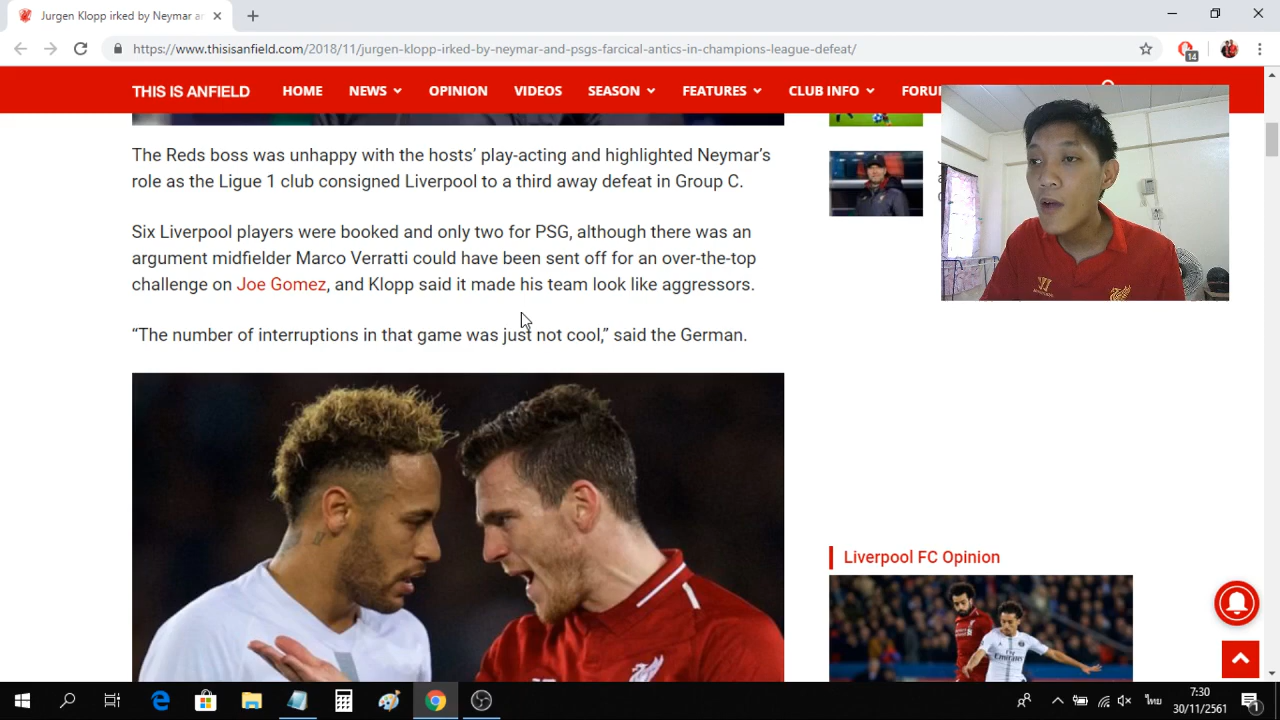 Jurgen Klopp irked by Neymar an
https://www.thisisanfield.com/2018/11/jurgen-klopp-irked-by-neymar-and-psgs-farcical-antics-in-champions-league-defeat/
14
THIS IS ANFIELD HOME NEWS OPINION VIDEOS SEASON FEATURES CLUB INFO FORU
The Reds boss was unhappy with the hosts’ play-acting and highlighted Neymar’s
role as the Ligue 1 club consigned Liverpool to a third away defeat in Group C.
Six Liverpool players were booked and only two for PSG, although there was an
argument midfielder Marco Verratti could have been sent off for an over-the-top
challenge on Joe Gomez, and Klopp said it made his team look like aggressors.
“The number of interruptions in that game was just not cool,” said the German.
Liverpool FC Opinion
ไทย
7:30
30/11/2561
1